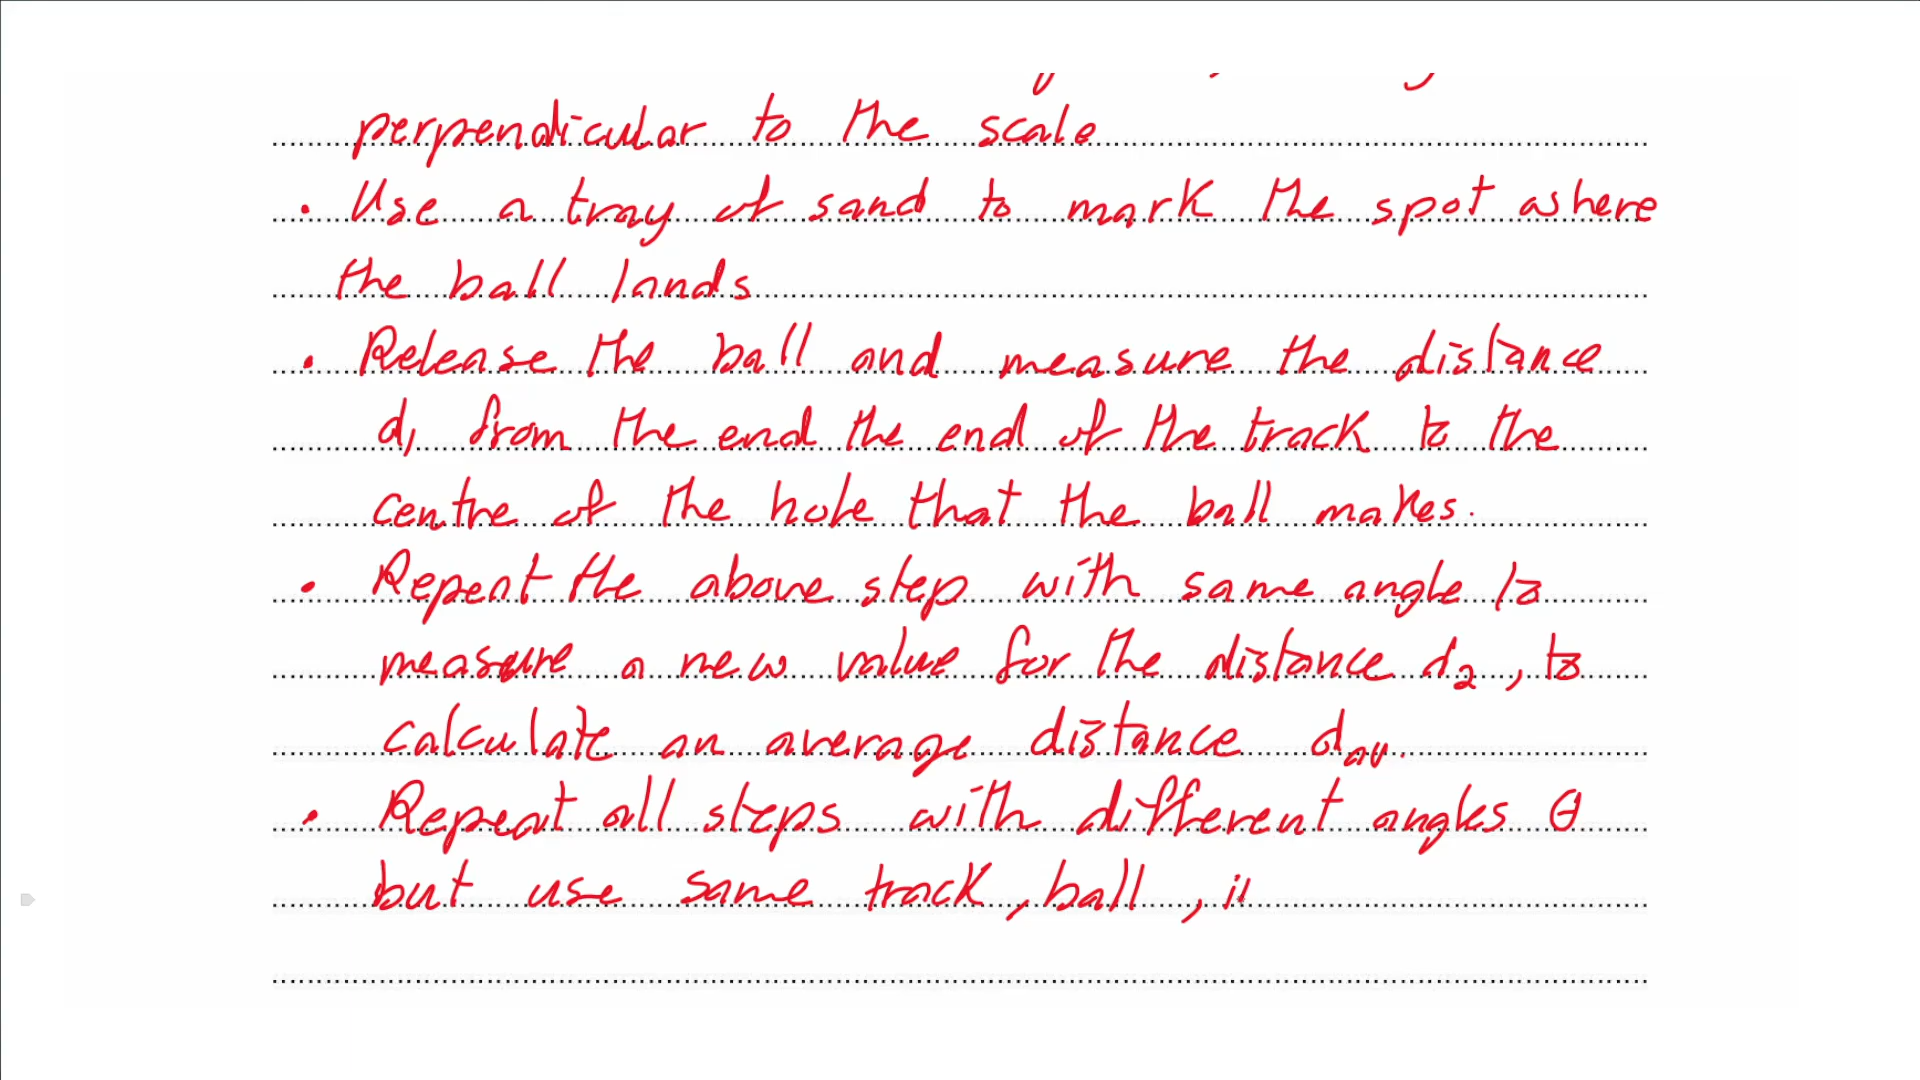 perpendicular to the scale
. Use a tray of sand to mark the spot where
the ball lands
. Release the ball and measure the distance
d₁ from the end the end of the track to the
centre of the hole that the ball makes.
. Repeat the above step with same angle to
measure a new value for the distance d₂, to
calculate an average distance dav.
. Repeat all steps with different angles θ
but use same track, ball,